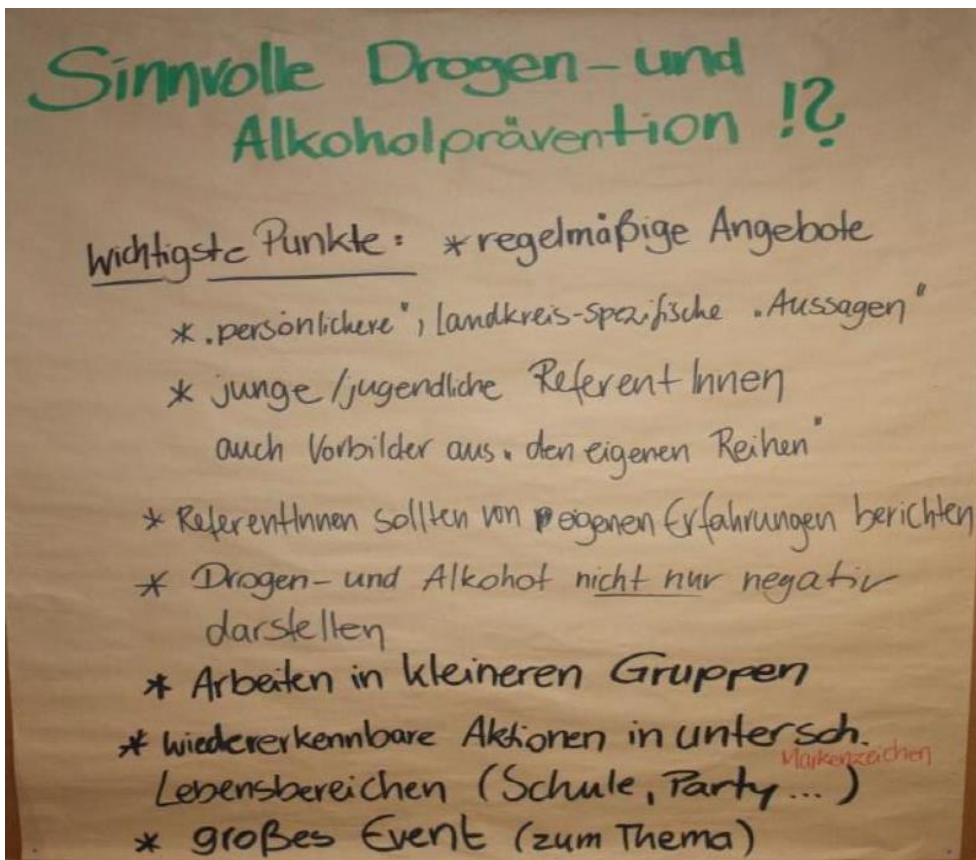 Sinnvolle Drogen- und
Alkoholprävention !?
wichtigste Punkte: * regelmäßige Angebote
* "persönlichere", Landkreis-spezifische "Aussagen"
* junge/jugendliche ReferentInnen
auch Vorbilder aus "den eigenen Reihen"
* ReferentInnen sollten von eigenen Erfahrungen berichten
* Drogen- und Alkohol nicht nur negativ
darstellen
* Arbeiten in kleineren Gruppen
* wiedererkennbare Aktionen in untersch.
Markenzeichen
Lebensbereichen (Schule, Party...)
* großes Event (zum Thema)